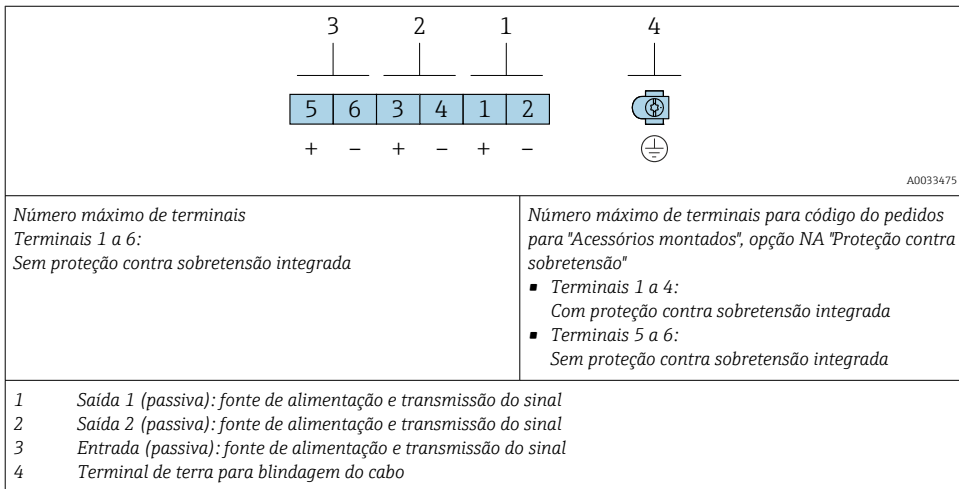 3 2 1 4
5 6 3 4 1 2
+ – + – + –
A0033475
Número máximo de terminais
Terminais 1 a 6:
Sem proteção contra sobretensão integrada
Número máximo de terminais para código do pedidos
para "Acessórios montados", opção NA "Proteção contra
sobretensão"
▪ Terminais 1 a 4:
Com proteção contra sobretensão integrada
▪ Terminais 5 a 6:
Sem proteção contra sobretensão integrada
1 Saída 1 (passiva): fonte de alimentação e transmissão do sinal
2 Saída 2 (passiva): fonte de alimentação e transmissão do sinal
3 Entrada (passiva): fonte de alimentação e transmissão do sinal
4 Terminal de terra para blindagem do cabo